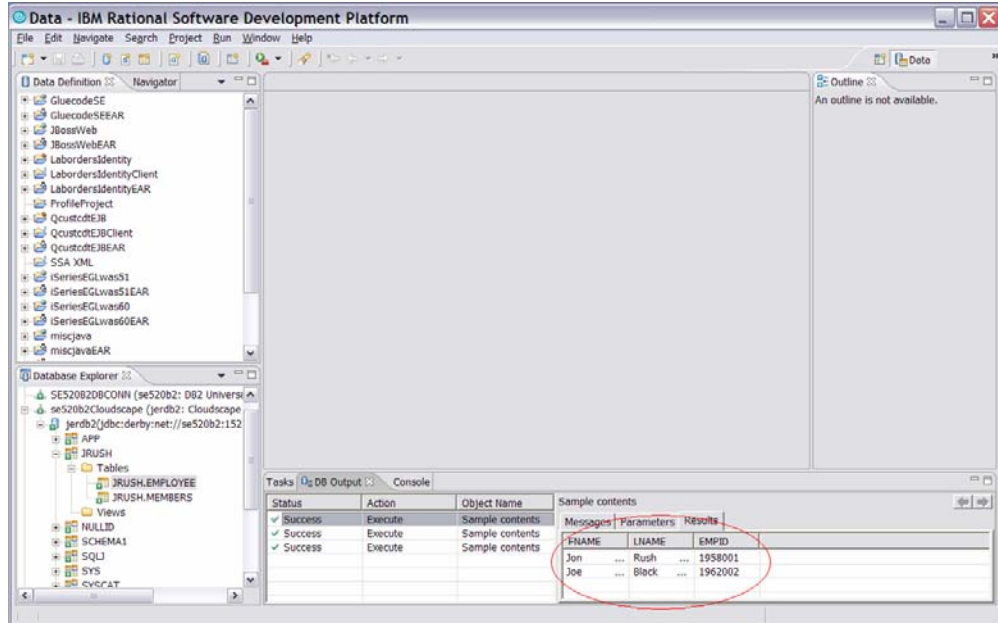 Data - IBM Rational Software Development Platform
File Edit Navigate Search Project Run Window Help
Data
Data Definition Navigator
GluecodeSE
GluecodeSEEAR
JBossWeb
JBossWebEAR
LabordersIdentity
LabordersIdentityClient
LabordersIdentityEAR
ProfileProject
QcustcdtEJB
QcustcdtEJBClient
QcustcdtEJBEAR
SSA XML
iSeriesEGLwas51
iSeriesEGLwas51EAR
iSeriesEGLwas60
iSeriesEGLwas60EAR
miscjava
miscjavaEAR
Outline
An outline is not available.
Database Explorer
SE520B2DBCONN (se520b2: DB2 Univers
se520b2Cloudscape (jerdb2: Cloudscape
jerdb2(jdbc:derby:net://se520b2:152
APP
JRUSH
Tables
JRUSH.EMPLOYEE
JRUSH.MEMBERS
Views
NULLID
SCHEMA1
SQLJ
SYS
SYSCAT
Tasks DB Output Console
Status Action Object Name
Success Execute Sample contents
Success Execute Sample contents
Success Execute Sample contents
Sample contents
Messages Parameters Results
FNAME LNAME EMPID
Jon ... Rush ... 1958001
Joe ... Black ... 1962002